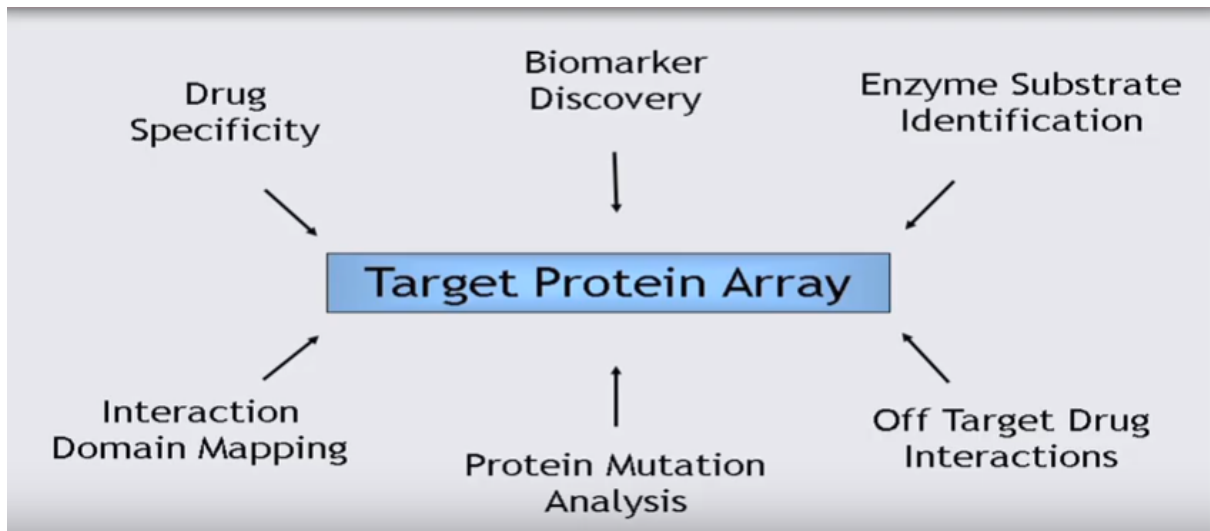 Drug
Specificity
Biomarker
Discovery
Enzyme Substrate
Identification
Target Protein Array
Interaction
Domain Mapping
Protein Mutation
Analysis
Off Target Drug
Interactions